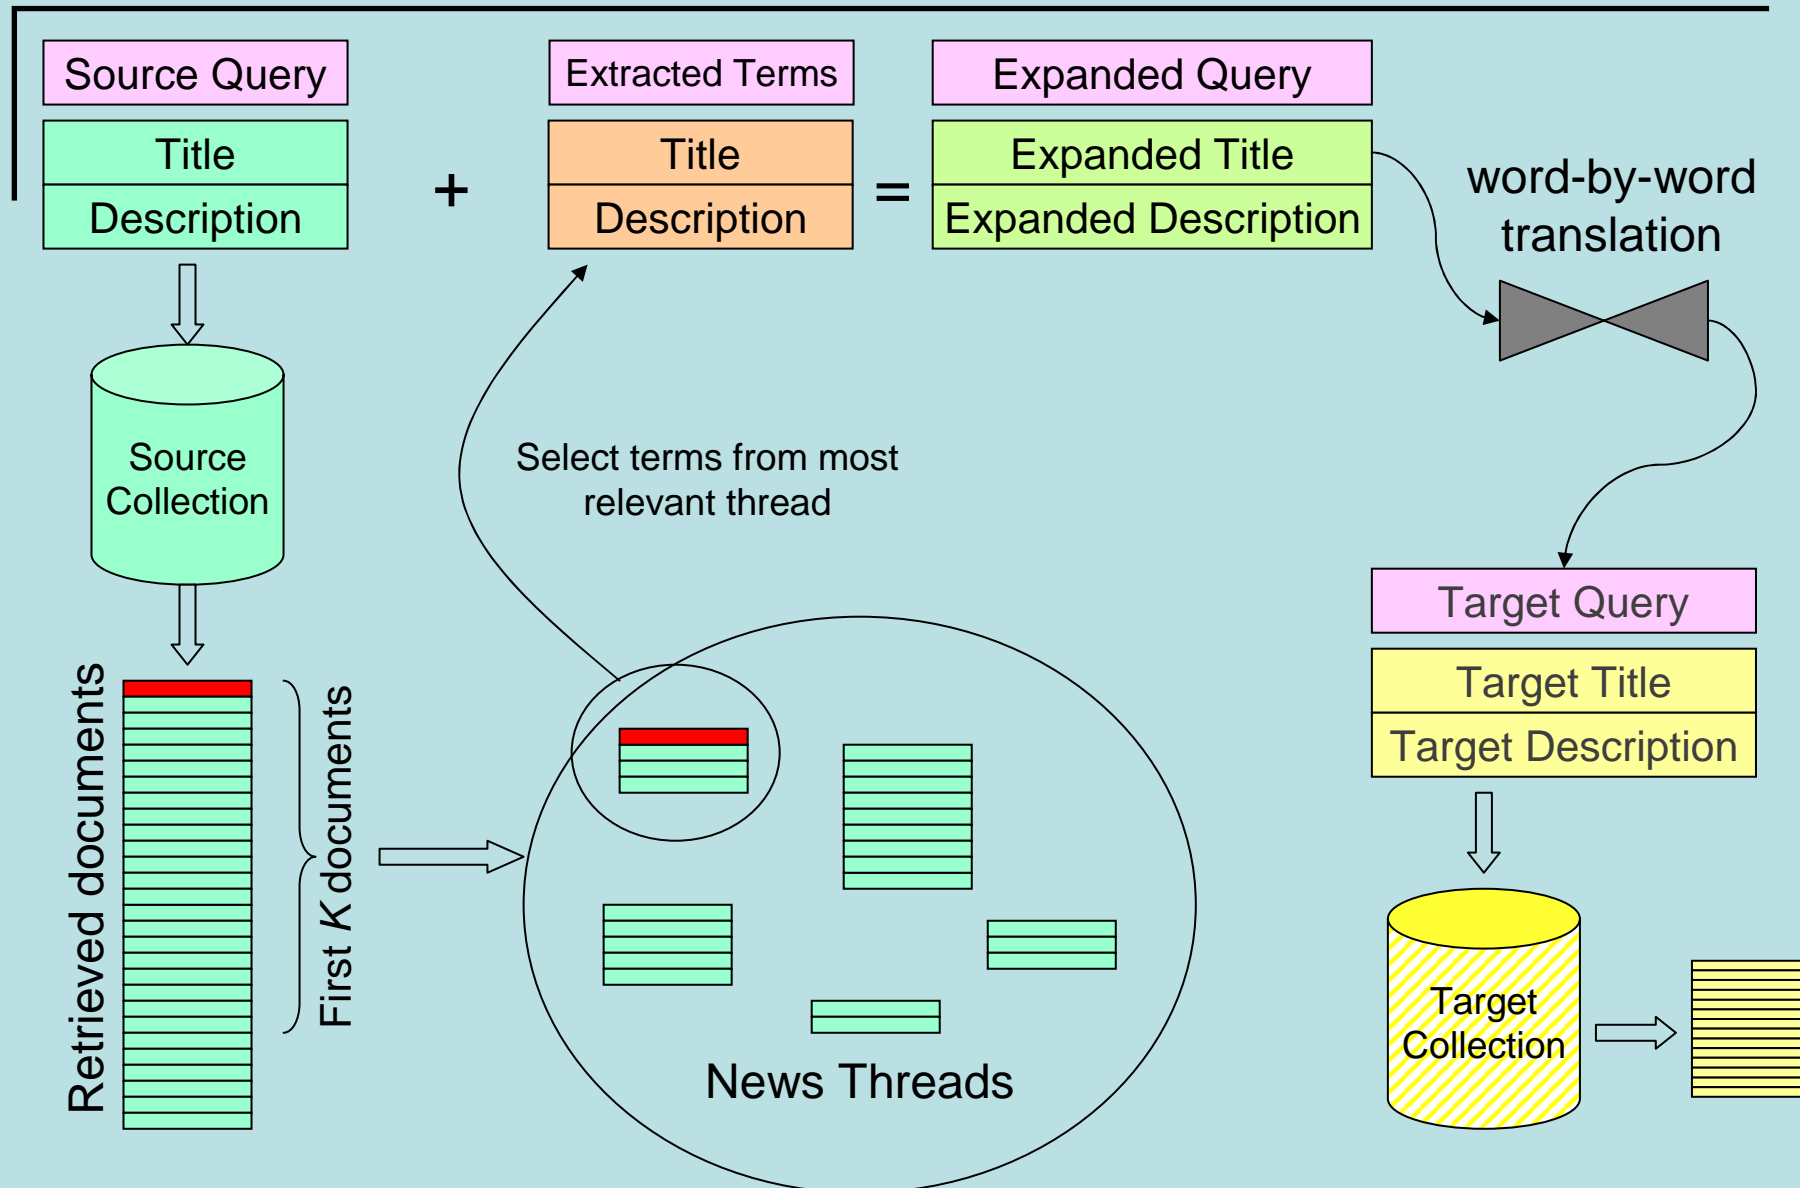 Source Query
Title
Description
+
Extracted Terms
Title
Description
=
Expanded Query
Expanded Title
Expanded Description
word-by-word
translation
Source
Collection
Select terms from most
relevant thread
Retrieved documents
First K documents
News Threads
Target Query
Target Title
Target Description
Target
Collection